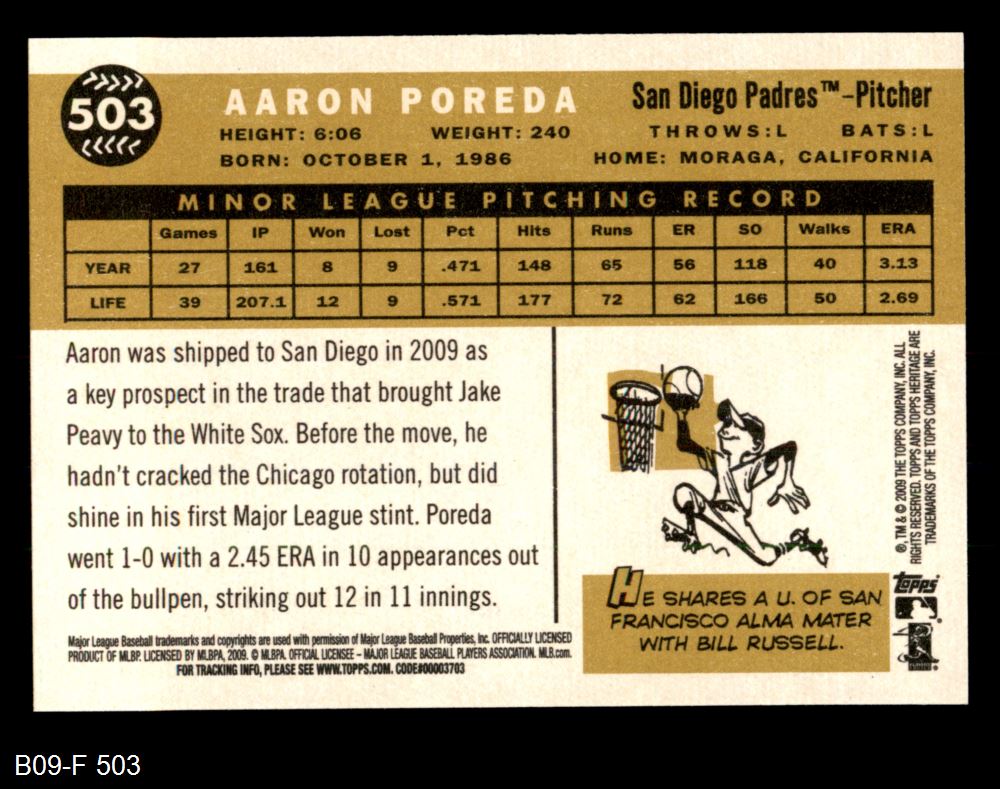 503
AARON POREDA
San Diego Padres™–Pitcher
HEIGHT: 6:06 WEIGHT: 240 THROWS: L BATS: L
BORN: OCTOBER 1, 1986 HOME: MORAGA, CALIFORNIA
MINOR LEAGUE PITCHING RECORD
Games IP Won Lost Pct Hits Runs ER SO Walks ERA
YEAR 27 161 8 9 .471 148 65 56 118 40 3.13
LIFE 39 207.1 12 9 .571 177 72 62 166 50 2.69
Aaron was shipped to San Diego in 2009 as
a key prospect in the trade that brought Jake
Peavy to the White Sox. Before the move, he
hadn't cracked the Chicago rotation, but did
shine in his first Major League stint. Poreda
went 1-0 with a 2.45 ERA in 10 appearances out
of the bullpen, striking out 12 in 11 innings.
Major League Baseball trademarks and copyrights are used with permission of Major League Baseball Properties, Inc. OFFICIALLY LICENSED
PRODUCT OF MLBP. LICENSED BY MLBPA, 2009. © MLBPA. OFFICIAL LICENSEE – MAJOR LEAGUE BASEBALL PLAYERS ASSOCIATION. MLB.com.
FOR TRACKING INFO, PLEASE SEE WWW.TOPPS.COM. CODE#00003703
HE SHARES A U. OF SAN
FRANCISCO ALMA MATER
WITH BILL RUSSELL.
®, TM & © 2009 THE TOPPS COMPANY, INC. ALL
RIGHTS RESERVED. TOPPS AND TOPPS HERITAGE ARE
TRADEMARKS OF THE TOPPS COMPANY, INC.
topps
B09-F 503